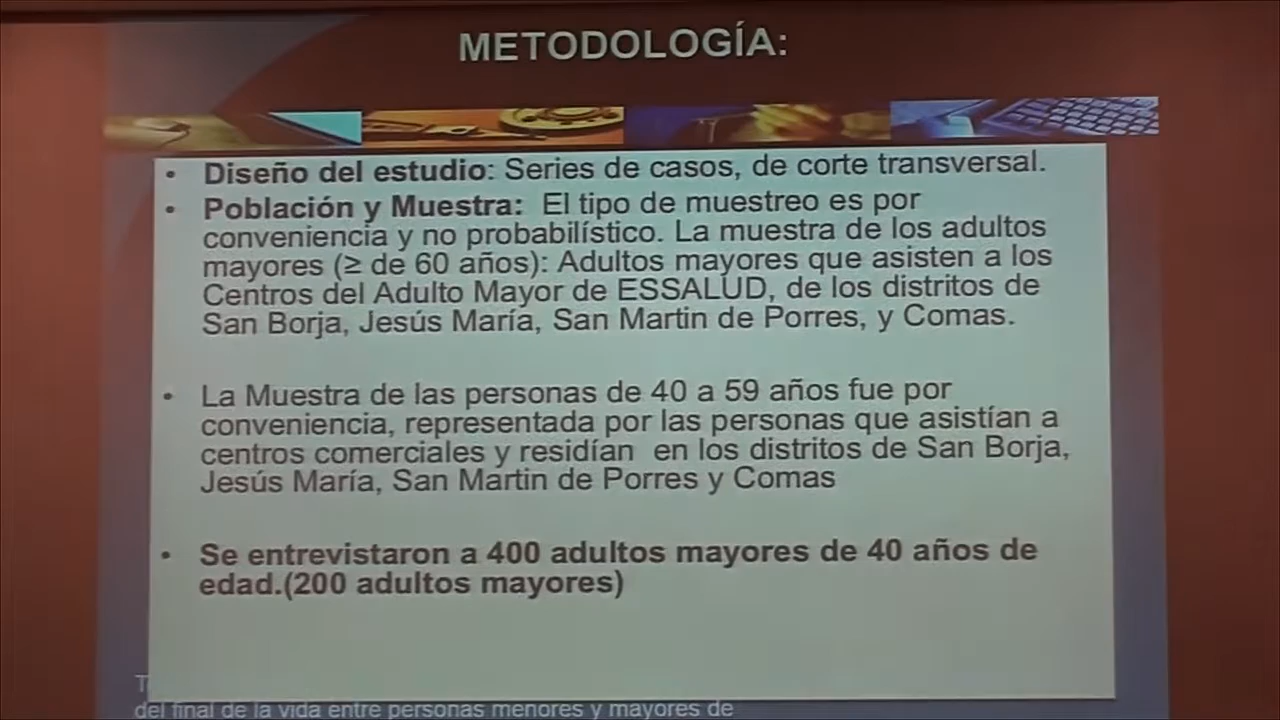 METODOLOGÍA:
• Diseño del estudio: Series de casos, de corte transversal.
• Población y Muestra: El tipo de muestreo es por
conveniencia y no probabilístico. La muestra de los adultos
mayores (≥ de 60 años): Adultos mayores que asisten a los
Centros del Adulto Mayor de ESSALUD, de los distritos de
San Borja, Jesús María, San Martin de Porres, y Comas.
• La Muestra de las personas de 40 a 59 años fue por
conveniencia, representada por las personas que asistían a
centros comerciales y residían en los distritos de San Borja,
Jesús María, San Martin de Porres y Comas
• Se entrevistaron a 400 adultos mayores de 40 años de
edad.(200 adultos mayores)
del final de la vida entre personas menores y mayores de